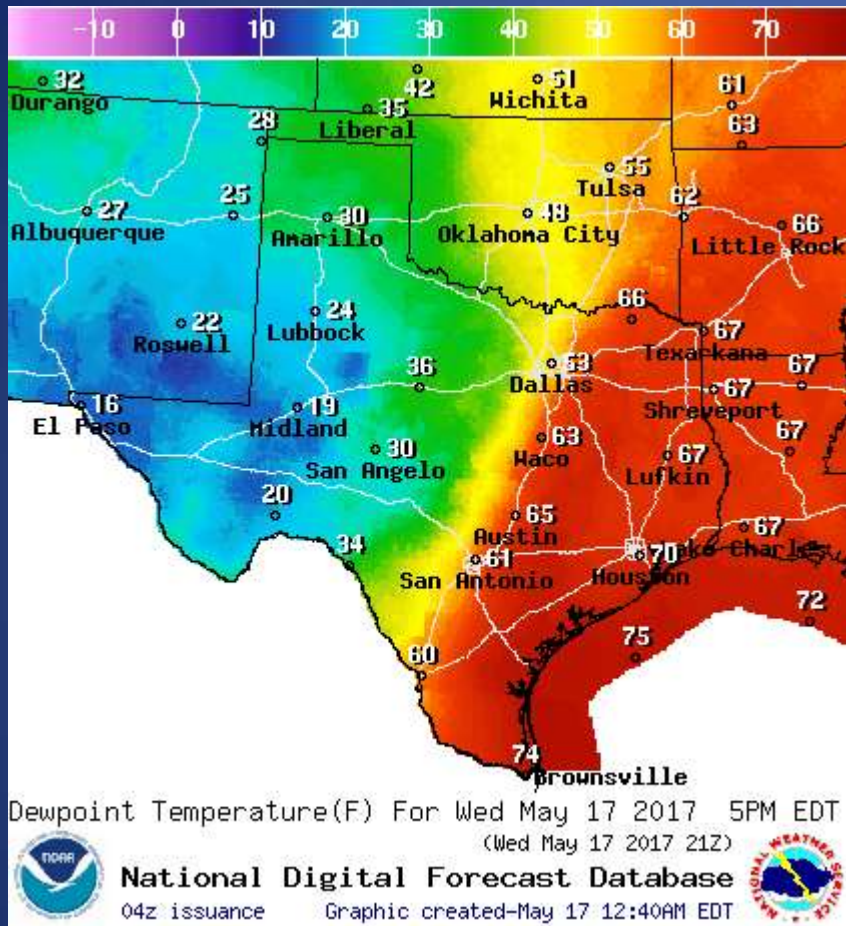 -10 0 10 20 30 40 50 60 70
32 42 51 61
Durango 35 Wichita
Liberal
28 63
55
Tulsa
27 25 30 48 62 66
Albuquerque Amarillo Oklahoma City Little Rock
22 24 66 67
Roswell Lubbock Texarkana
36 53 67
Dallas
16 19 67
El Paso Midland Shreveport
30 63 67 67
San Angelo Waco Lufkin
20 65 67
Austin
34 61 70 Lake Charles
San Antonio Houston
72
60 75
74
Brownsville
Dewpoint Temperature(F) For Wed May 17 2017 5PM EDT
(Wed May 17 2017 21Z)
NOAA
National Digital Forecast Database
04z issuance Graphic created-May 17 12:40AM EDT
NATIONAL WEATHER SERVICE